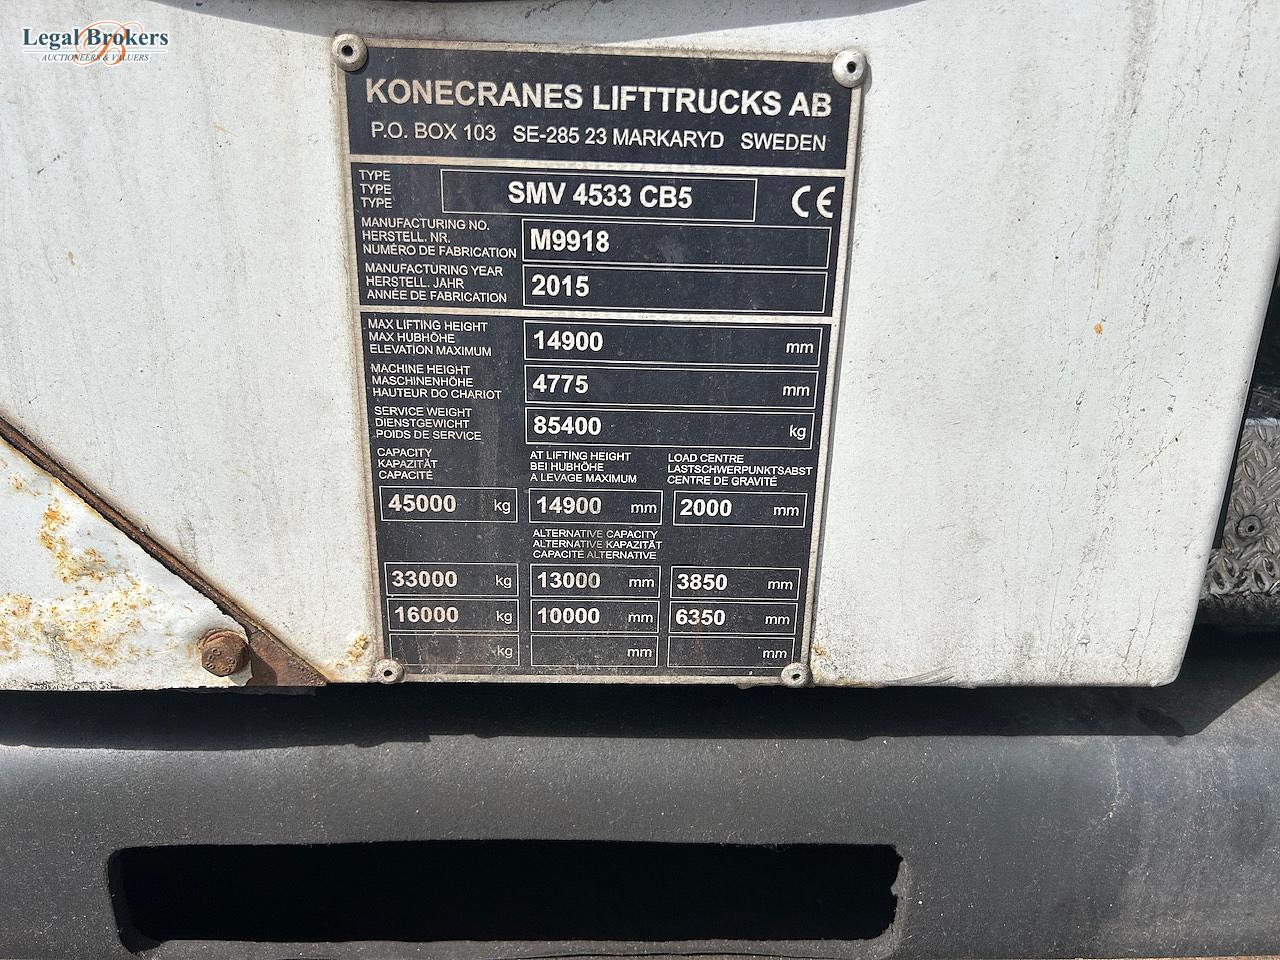 Legal Brokers
AUCTIONEERS & VALUERS
KONECRANES LIFTTRUCKS AB
P.O. BOX 103 SE-285 23 MARKARYD SWEDEN
TYPE
TYPE
TYPE
SMV 4533 CB5
CE
MANUFACTURING NO.
HERSTELL. NR.
NUMÉRO DE FABRICATION
M9918
MANUFACTURING YEAR
HERSTELL. JAHR
ANNÉE DE FABRICATION
2015
MAX LIFTING HEIGHT
MAX HUBHÖHE
ELEVATION MAXIMUM
14900 mm
MACHINE HEIGHT
MASCHINENHÖHE
HAUTEUR DO CHARIOT
4775 mm
SERVICE WEIGHT
DIENSTGEWICHT
POIDS DE SERVICE
85400 kg
CAPACITY
KAPAZITÄT
CAPACITÉ
AT LIFTING HEIGHT
BEI HUBHÖHE
A LEVAGE MAXIMUM
LOAD CENTRE
LASTSCHWERPUNKTSABST
CENTRE DE GRAVITÉ
45000 kg 14900 mm 2000 mm
ALTERNATIVE CAPACITY
ALTERNATIVE KAPAZITÄT
CAPACITÉ ALTERNATIVE
33000 kg 13000 mm 3850 mm
16000 kg 10000 mm 6350 mm
kg mm mm